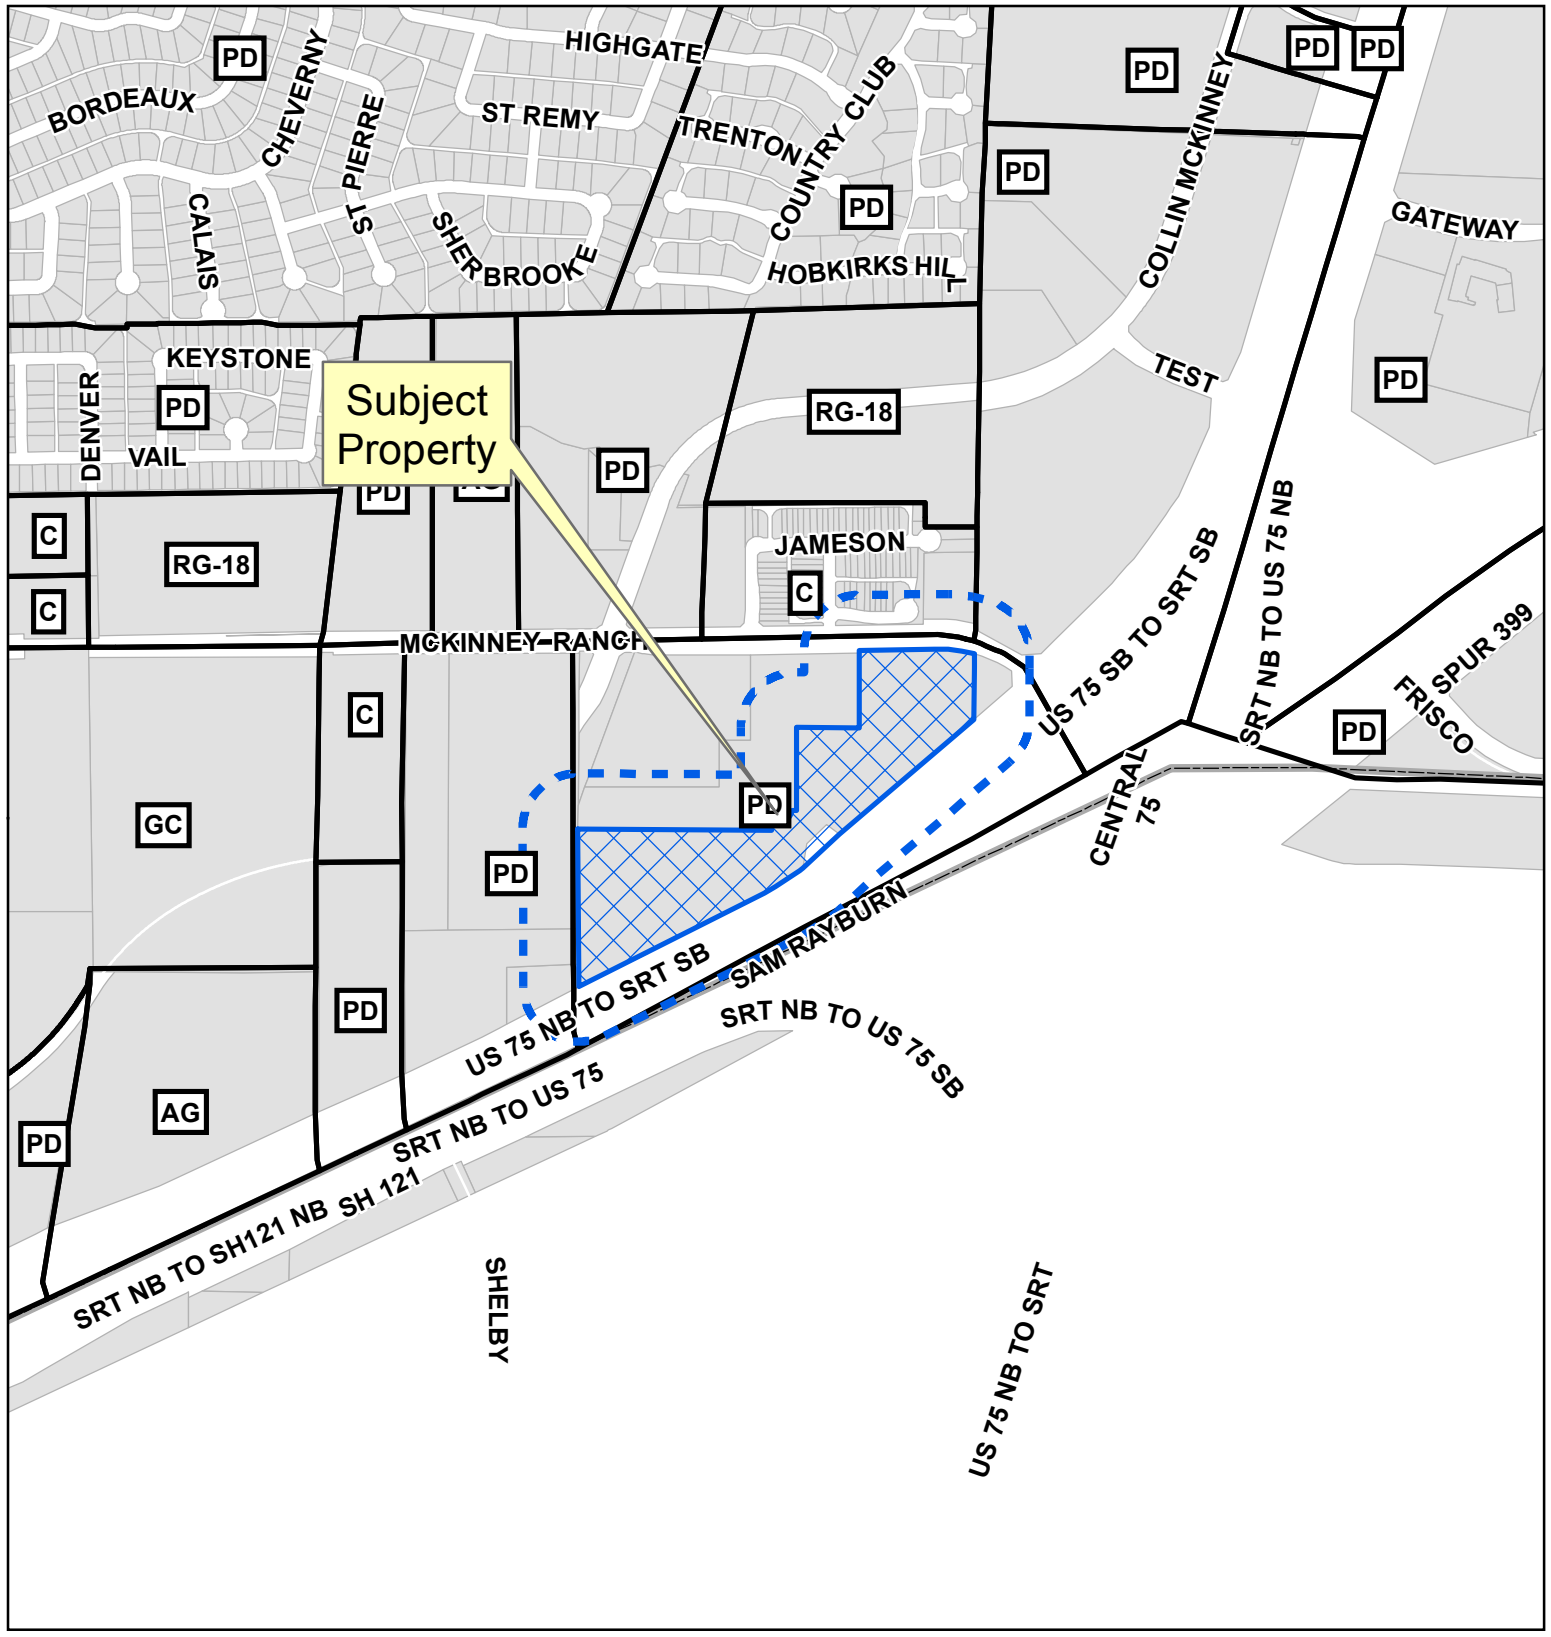 PD
BORDEAUX
CHEVERNY
HIGHGATE
ST REMY
ST PIERRE
TRENTON
COUNTRY CLUB
PD
PD
PD
PD
PD
COLLIN MCKINNEY
GATEWAY
CALAIS
SHERBROOKE
HOBKIRKS HILL
KEYSTONE
DENVER
PD
VAIL
Subject
Property
PD
AG
PD
RG-18
TEST
PD
C
RG-18
C
JAMESON
C
MCKINNEY RANCH
US 75 SB TO SRT SB
SRT NB TO US 75 NB
SPUR 399
FRISCO
PD
C
GC
PD
PD
CENTRAL
75
SAM RAYBURN
US 75 NB TO SRT SB
SRT NB TO US 75 SB
PD
AG
PD
SRT NB TO US 75
SH 121
SRT NB TO SH121 NB
SHELBY
US 75 NB TO SRT